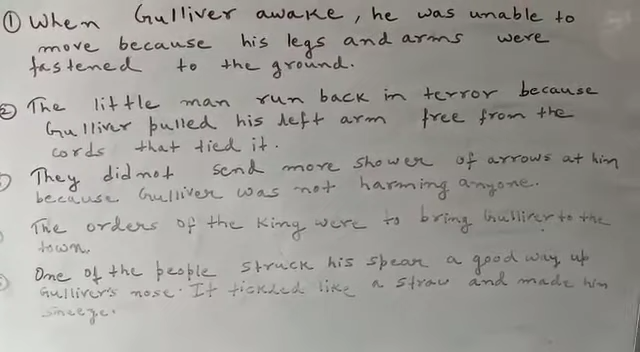 ① When Gulliver awake, he was unable to
move because his legs and arms were
fastened to the ground.
② The little man run back in terror because
Gulliver pulled his left arm free from the
cords that tied it.
They did not send more shower of arrows at him
because Gulliver was not harming anyone.
The orders of the King were to bring Gulliver to the
town.
One of the people struck his spear a good way up
Gulliver's nose. It tickled like a straw and made him
sneeze.